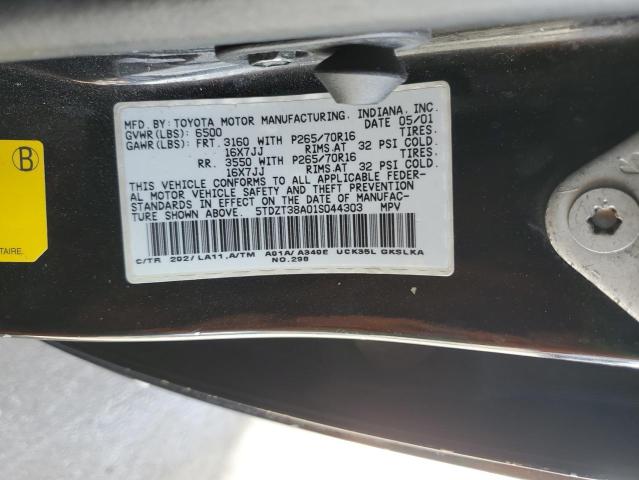 MFD. BY: TOYOTA MOTOR MANUFACTURING, INDIANA, INC.
GVWR(LBS): 6500 DATE 05/01
GAWR(LBS): FRT. 3160 WITH P265/70R16 TIRES.
16X7JJ RIMS.AT 32 PSI COLD.
RR. 3550 WITH P265/70R16 TIRES.
16X7JJ RIMS.AT 32 PSI COLD.
THIS VEHICLE CONFORMS TO ALL APPLICABLE FEDER-
AL MOTOR VEHICLE SAFETY AND THEFT PREVENTION
STANDARDS IN EFFECT ON THE DATE OF MANUFAC-
TURE SHOWN ABOVE. 5TDZT38A01S044303 MPV
C/TR 202/LA11,A/TM A01A/A340E UCK35L GKSLKA
NO.298
B
TAIRE.